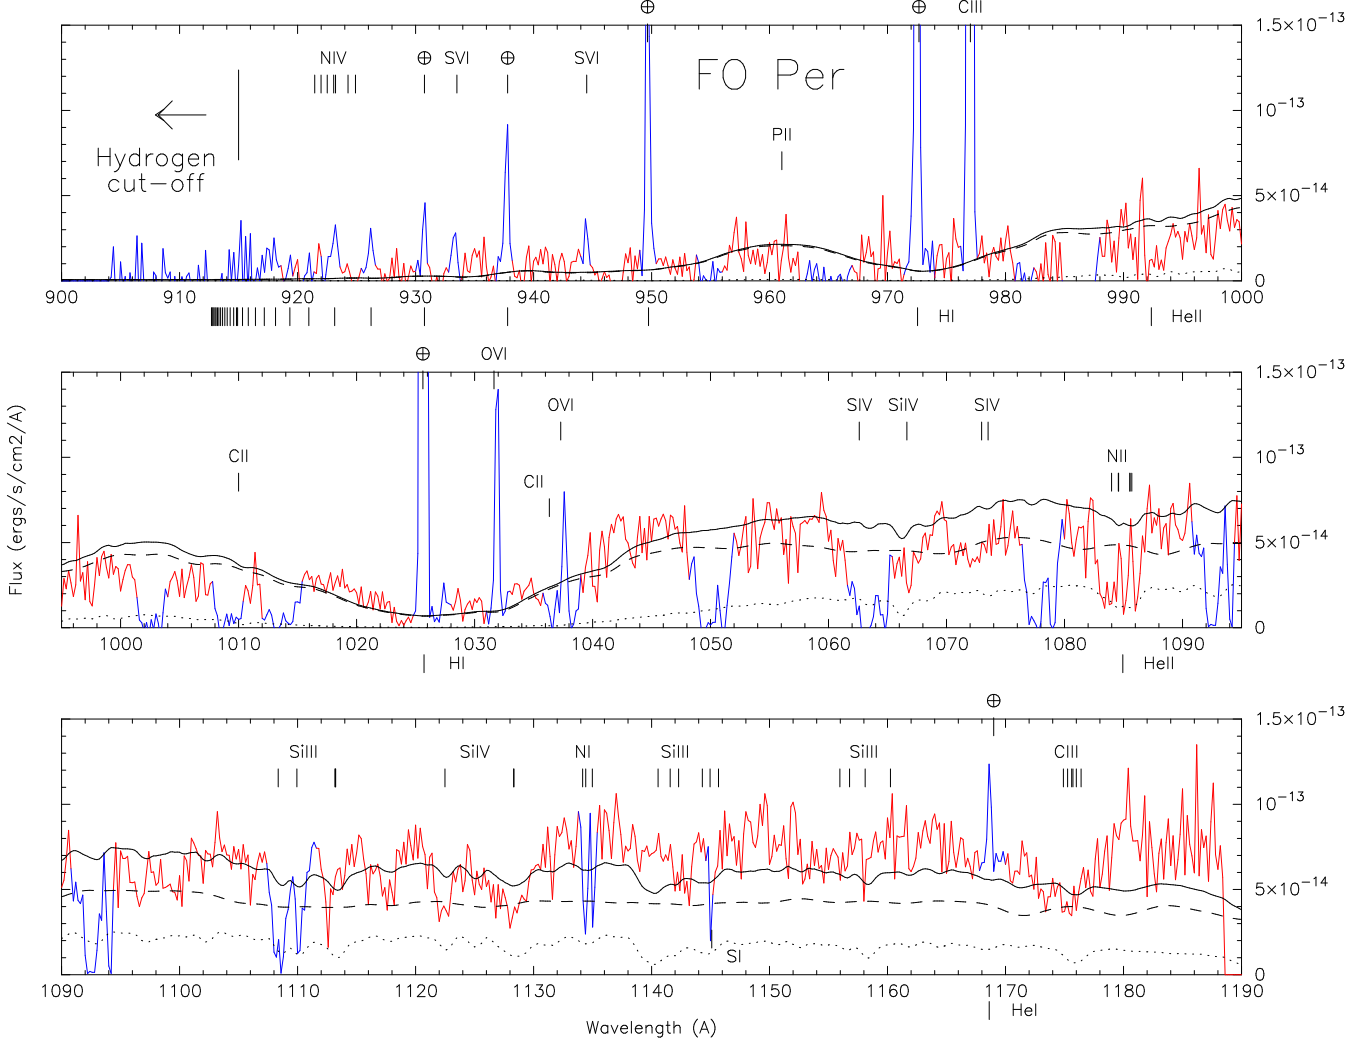 ⊕ ⊕ CIII
NIV ⊕ SVI ⊕ SVI
FO Per
PII
Hydrogen
cut-off
1.5×10⁻¹³
10⁻¹³
5×10⁻¹⁴
0
900 910 920 930 940 950 960 970 980 990 1000
HI HeII
⊕ OVI
OVI SIV SiIV SIV
CII CII NII
1.5×10⁻¹³
10⁻¹³
5×10⁻¹⁴
0
1000 1010 1020 1030 1040 1050 1060 1070 1080 1090
HI HeII
Flux (ergs/s/cm2/A)
⊕
SiIII SiIV NI SiIII SiIII CIII
SI
1.5×10⁻¹³
10⁻¹³
5×10⁻¹⁴
0
1090 1100 1110 1120 1130 1140 1150 1160 1170 1180 1190
HeI
Wavelength (A)